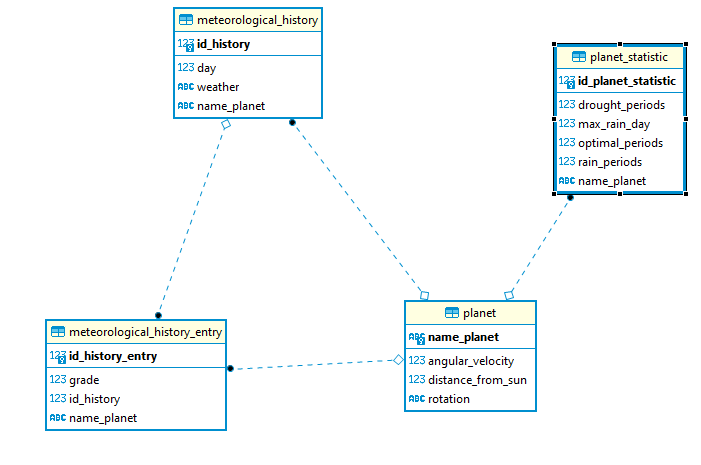 meteorological_history
123 id_history
123 day
ABC weather
ABC name_planet
planet_statistic
123 id_planet_statistic
123 drought_periods
123 max_rain_day
123 optimal_periods
123 rain_periods
ABC name_planet
meteorological_history_entry
123 id_history_entry
123 grade
123 id_history
ABC name_planet
planet
ABC name_planet
123 angular_velocity
123 distance_from_sun
ABC rotation